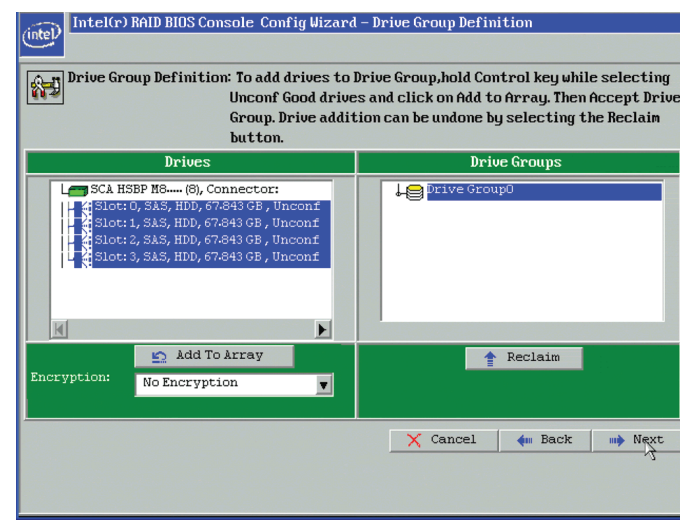 intel
Intel(r) RAID BIOS Console Config Wizard – Drive Group Definition
Drive Group Definition: To add drives to Drive Group,hold Control key while selecting
Unconf Good drives and click on Add to Array. Then Accept Drive
Group. Drive addition can be undone by selecting the Reclaim
button.
Drives
Drive Groups
SCA HSBP M8..... (8), Connector:
Slot: 0, SAS, HDD, 67.843 GB , Unconf
Slot: 1, SAS, HDD, 67.843 GB , Unconf
Slot: 2, SAS, HDD, 67.843 GB , Unconf
Slot: 3, SAS, HDD, 67.843 GB , Unconf
Drive Group0
Add To Array
Reclaim
Encryption:
No Encryption
Cancel
Back
Next